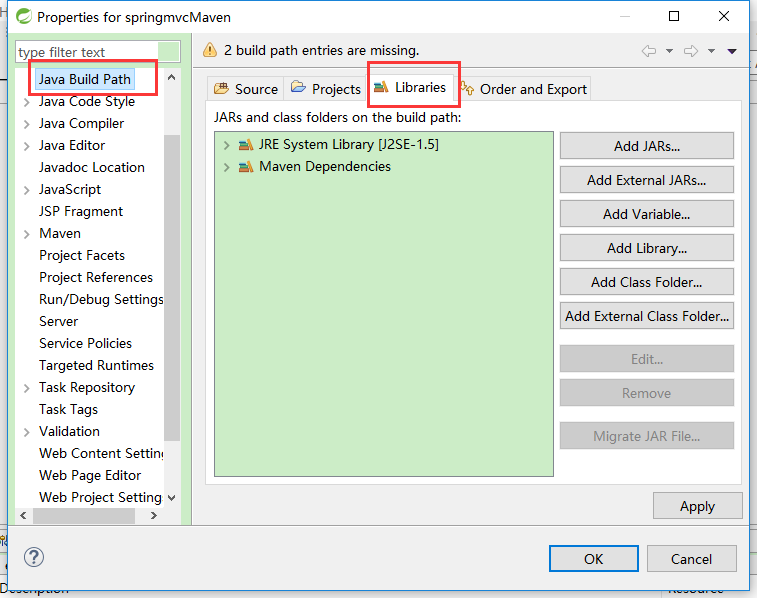 Properties for springmvcMaven
type filter text
Java Build Path
Java Code Style
Java Compiler
Java Editor
Javadoc Location
JavaScript
JSP Fragment
Maven
Project Facets
Project References
Run/Debug Settings
Server
Service Policies
Targeted Runtimes
Task Repository
Task Tags
Validation
Web Content Settin
Web Page Editor
Web Project Setting
2 build path entries are missing.
Source
Projects
Libraries
Order and Export
JARs and class folders on the build path:
JRE System Library [J2SE-1.5]
Maven Dependencies
Add JARs...
Add External JARs...
Add Variable...
Add Library...
Add Class Folder...
Add External Class Folder...
Edit...
Remove
Migrate JAR File...
Apply
OK
Cancel
Description
Resource